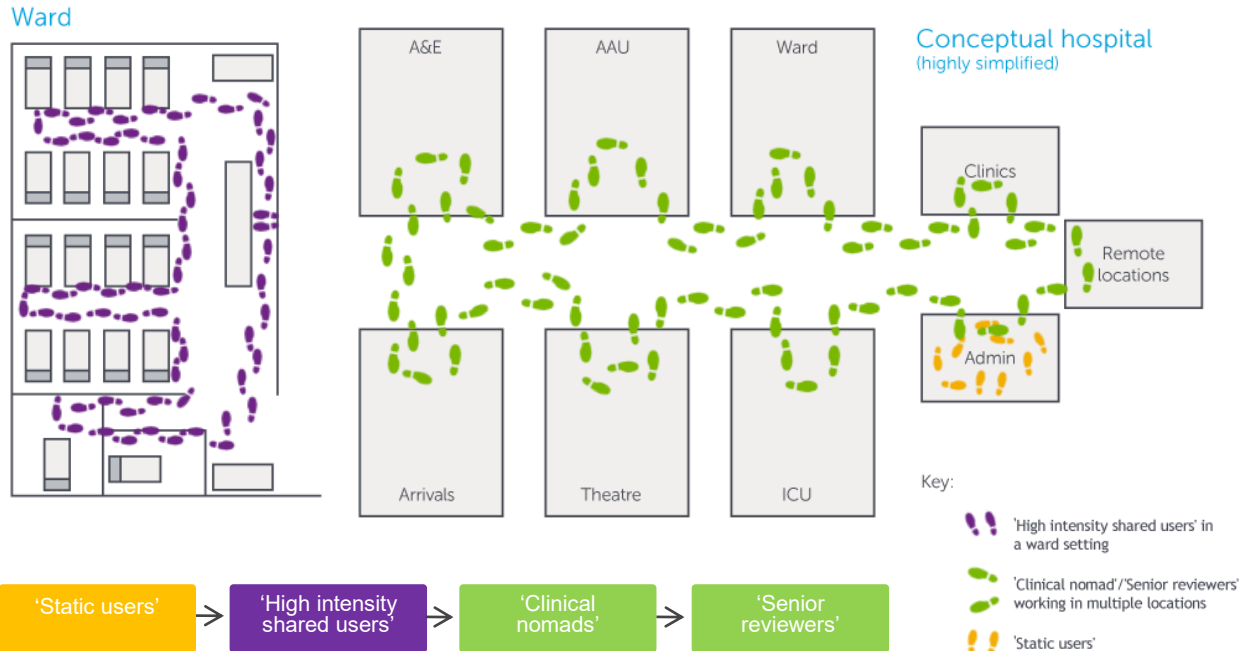 Ward
A&E
AAU
Ward
Conceptual hospital
(highly simplified)
Clinics
Remote
locations
Admin
Arrivals
Theatre
ICU
Key:
'High intensity shared users' in
a ward setting
'Clinical nomad'/'Senior reviewers'
working in multiple locations
'Static users'
‘Static users’
‘High intensity
shared users’
‘Clinical
nomads’
‘Senior
reviewers’